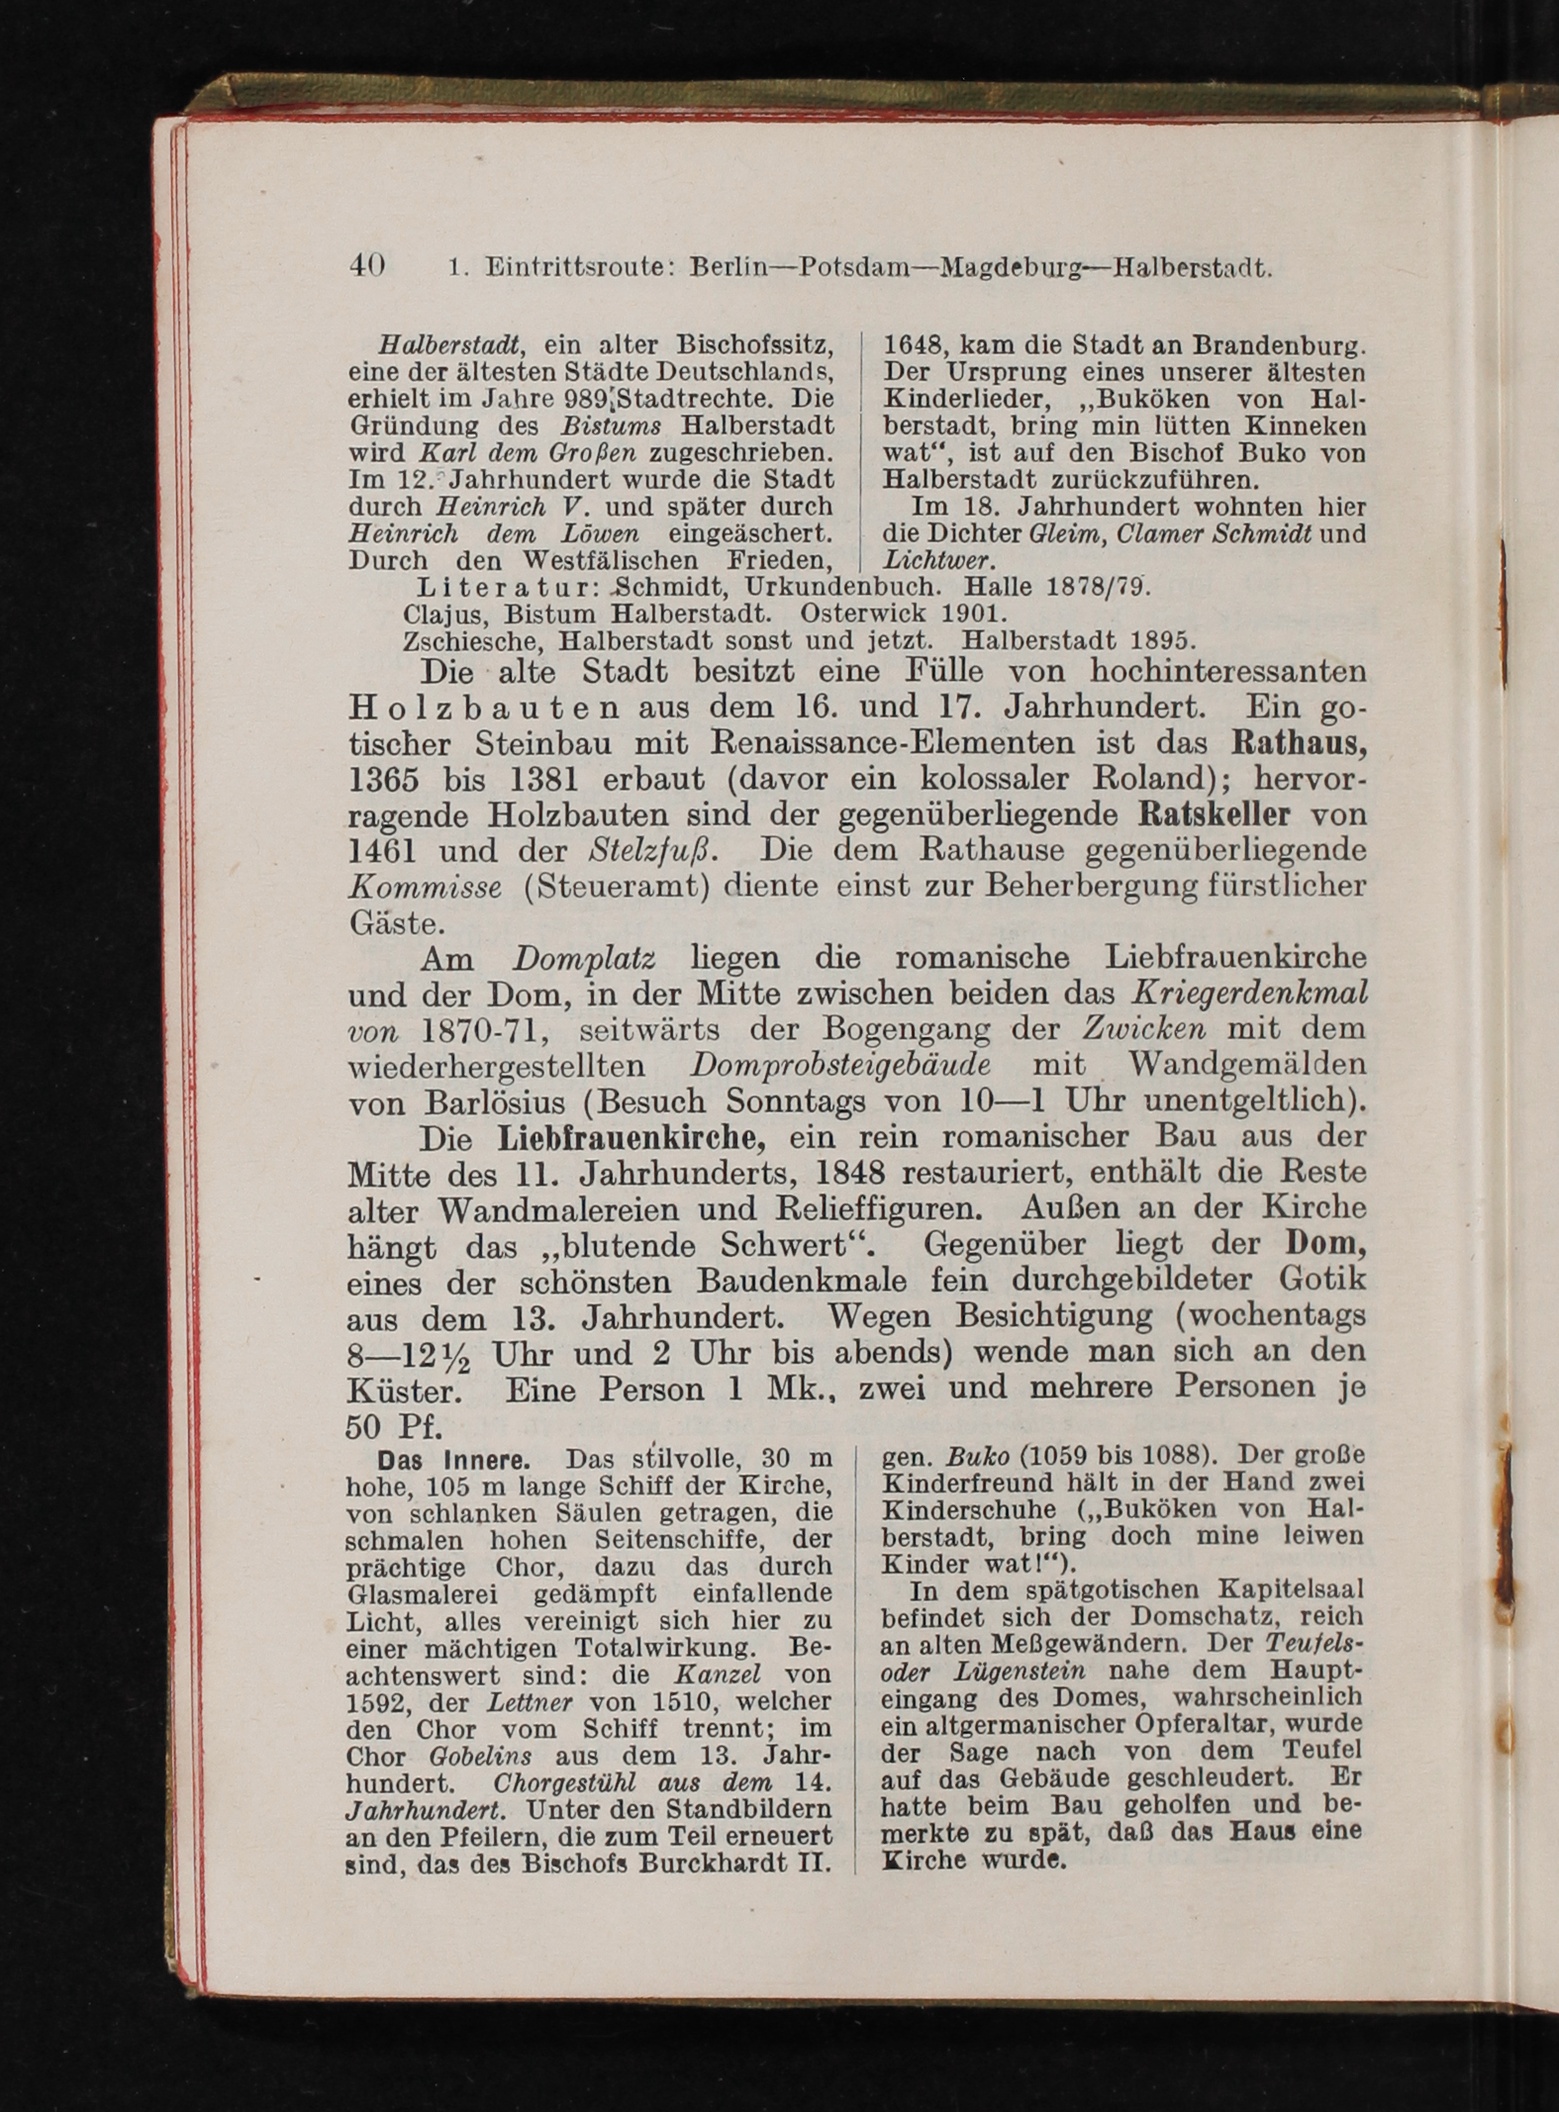 40 1. Eintrittsroute: Berlin—Potsdam—Magdeburg—Halberstadt.
Halberstadt, ein alter Bischofssitz,
eine der ältesten Städte Deutschlands,
erhielt im Jahre 989 Stadtrechte. Die
Gründung des Bistums Halberstadt
wird Karl dem Großen zugeschrieben.
Im 12. Jahrhundert wurde die Stadt
durch Heinrich V. und später durch
Heinrich dem Löwen eingeäschert.
Durch den Westfälischen Frieden,
1648, kam die Stadt an Brandenburg.
Der Ursprung eines unserer ältesten
Kinderlieder, „Buköken von Hal-
berstadt, bring min lütten Kinneken
wat“, ist auf den Bischof Buko von
Halberstadt zurückzuführen.
Im 18. Jahrhundert wohnten hier
die Dichter Gleim, Clamer Schmidt und
Lichtwer.
Literatur: Schmidt, Urkundenbuch. Halle 1878/79.
Clajus, Bistum Halberstadt. Osterwick 1901.
Zschiesche, Halberstadt sonst und jetzt. Halberstadt 1895.
Die alte Stadt besitzt eine Fülle von hochinteressanten
Holzbauten aus dem 16. und 17. Jahrhundert. Ein go-
tischer Steinbau mit Renaissance-Elementen ist das Rathaus,
1365 bis 1381 erbaut (davor ein kolossaler Roland); hervor-
ragende Holzbauten sind der gegenüberliegende Ratskeller von
1461 und der Stelzfuß. Die dem Rathause gegenüberliegende
Kommisse (Steueramt) diente einst zur Beherbergung fürstlicher
Gäste.
Am Domplatz liegen die romanische Liebfrauenkirche
und der Dom, in der Mitte zwischen beiden das Kriegerdenkmal
von 1870-71, seitwärts der Bogengang der Zwicken mit dem
wiederhergestellten Domprobsteigebäude mit Wandgemälden
von Barlösius (Besuch Sonntags von 10—1 Uhr unentgeltlich).
Die Liebfrauenkirche, ein rein romanischer Bau aus der
Mitte des 11. Jahrhunderts, 1848 restauriert, enthält die Reste
alter Wandmalereien und Relieffiguren. Außen an der Kirche
hängt das „blutende Schwert“. Gegenüber liegt der Dom,
eines der schönsten Baudenkmale fein durchgebildeter Gotik
aus dem 13. Jahrhundert. Wegen Besichtigung (wochentags
8—12½ Uhr und 2 Uhr bis abends) wende man sich an den
Küster. Eine Person 1 Mk., zwei und mehrere Personen je
50 Pf.
Das Innere. Das stilvolle, 30 m
hohe, 105 m lange Schiff der Kirche,
von schlanken Säulen getragen, die
schmalen hohen Seitenschiffe, der
prächtige Chor, dazu das durch
Glasmalerei gedämpft einfallende
Licht, alles vereinigt sich hier zu
einer mächtigen Totalwirkung. Be-
achtenswert sind: die Kanzel von
1592, der Lettner von 1510, welcher
den Chor vom Schiff trennt; im
Chor Gobelins aus dem 13. Jahr-
hundert. Chorgestühl aus dem 14.
Jahrhundert. Unter den Standbildern
an den Pfeilern, die zum Teil erneuert
sind, das des Bischofs Burckhardt II.
gen. Buko (1059 bis 1088). Der große
Kinderfreund hält in der Hand zwei
Kinderschuhe („Buköken von Hal-
berstadt, bring doch mine leiwen
Kinder wat!“).
In dem spätgotischen Kapitelsaal
befindet sich der Domschatz, reich
an alten Meßgewändern. Der Teufels-
oder Lügenstein nahe dem Haupt-
eingang des Domes, wahrscheinlich
ein altgermanischer Opferaltar, wurde
der Sage nach von dem Teufel
auf das Gebäude geschleudert. Er
hatte beim Bau geholfen und be-
merkte zu spät, daß das Haus eine
Kirche wurde.